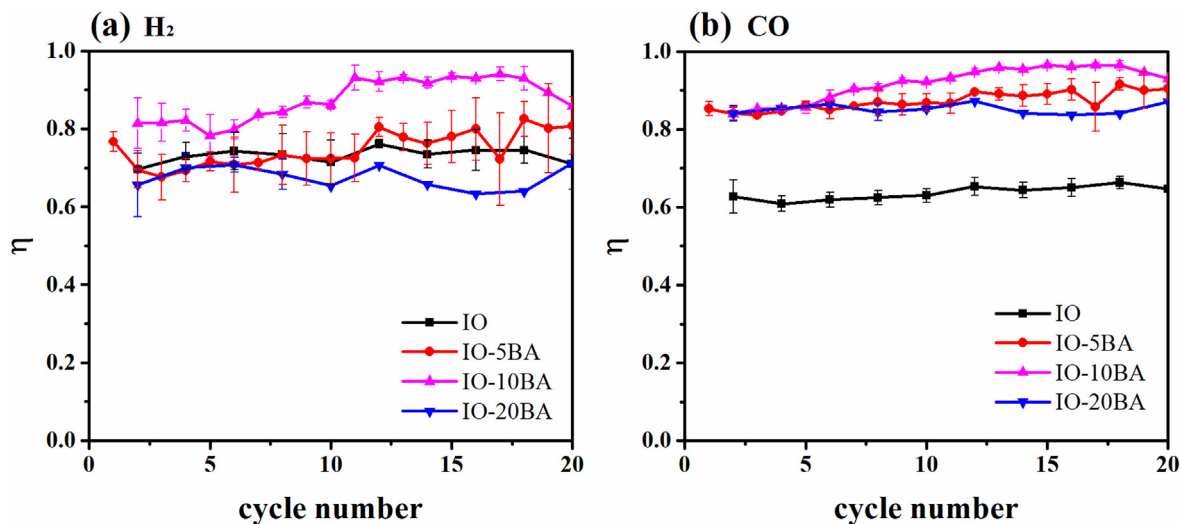 (a) H₂
1.0
0.8
0.6
0.4
0.2
0.0
η
0 5 10 15 20
cycle number
IO
IO-5BA
IO-10BA
IO-20BA
(b) CO
1.0
0.8
0.6
0.4
0.2
0.0
η
0 5 10 15 20
cycle number
IO
IO-5BA
IO-10BA
IO-20BA